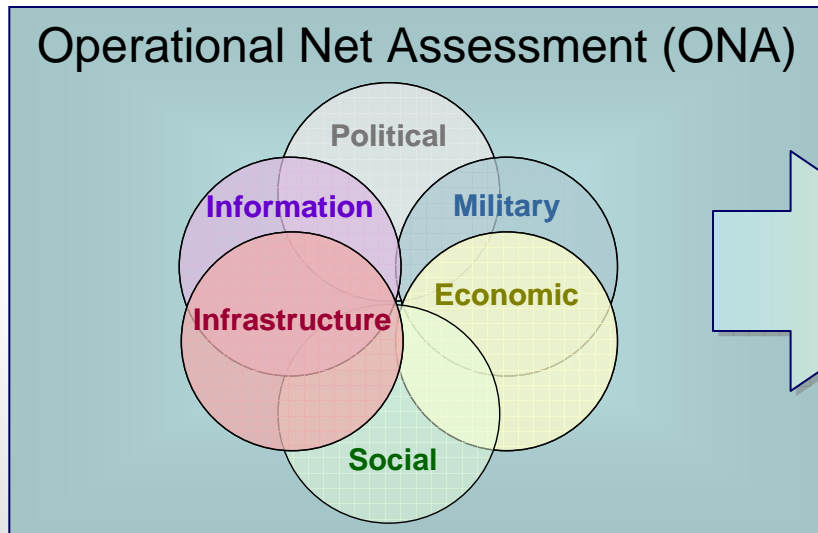 Operational Net Assessment (ONA)
Political
Information
Military
Economic
Infrastructure
Social